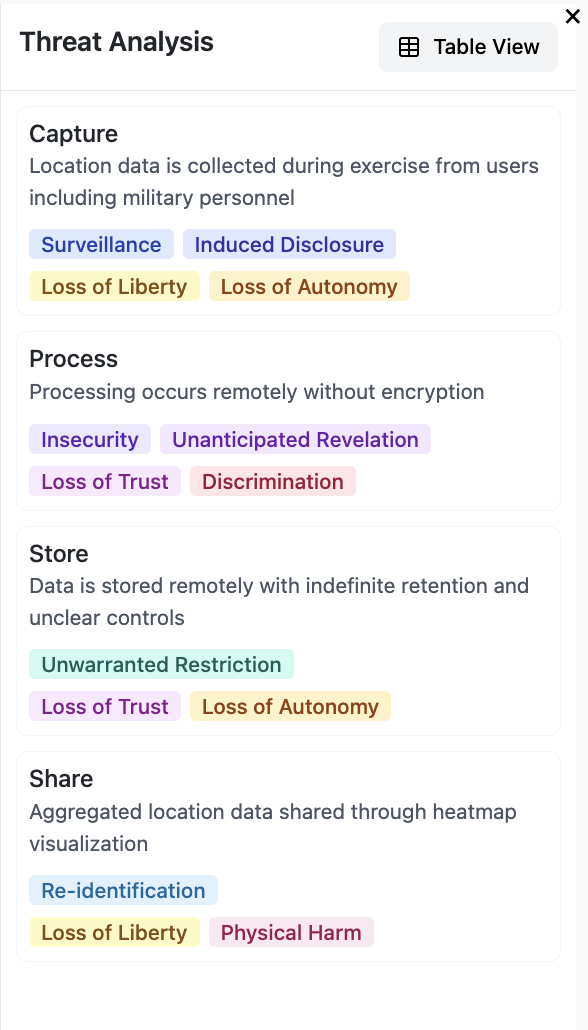 Threat Analysis
Table View
Capture
Location data is collected during exercise from users
including military personnel
Surveillance
Induced Disclosure
Loss of Liberty
Loss of Autonomy
Process
Processing occurs remotely without encryption
Insecurity
Unanticipated Revelation
Loss of Trust
Discrimination
Store
Data is stored remotely with indefinite retention and
unclear controls
Unwarranted Restriction
Loss of Trust
Loss of Autonomy
Share
Aggregated location data shared through heatmap
visualization
Re-identification
Loss of Liberty
Physical Harm